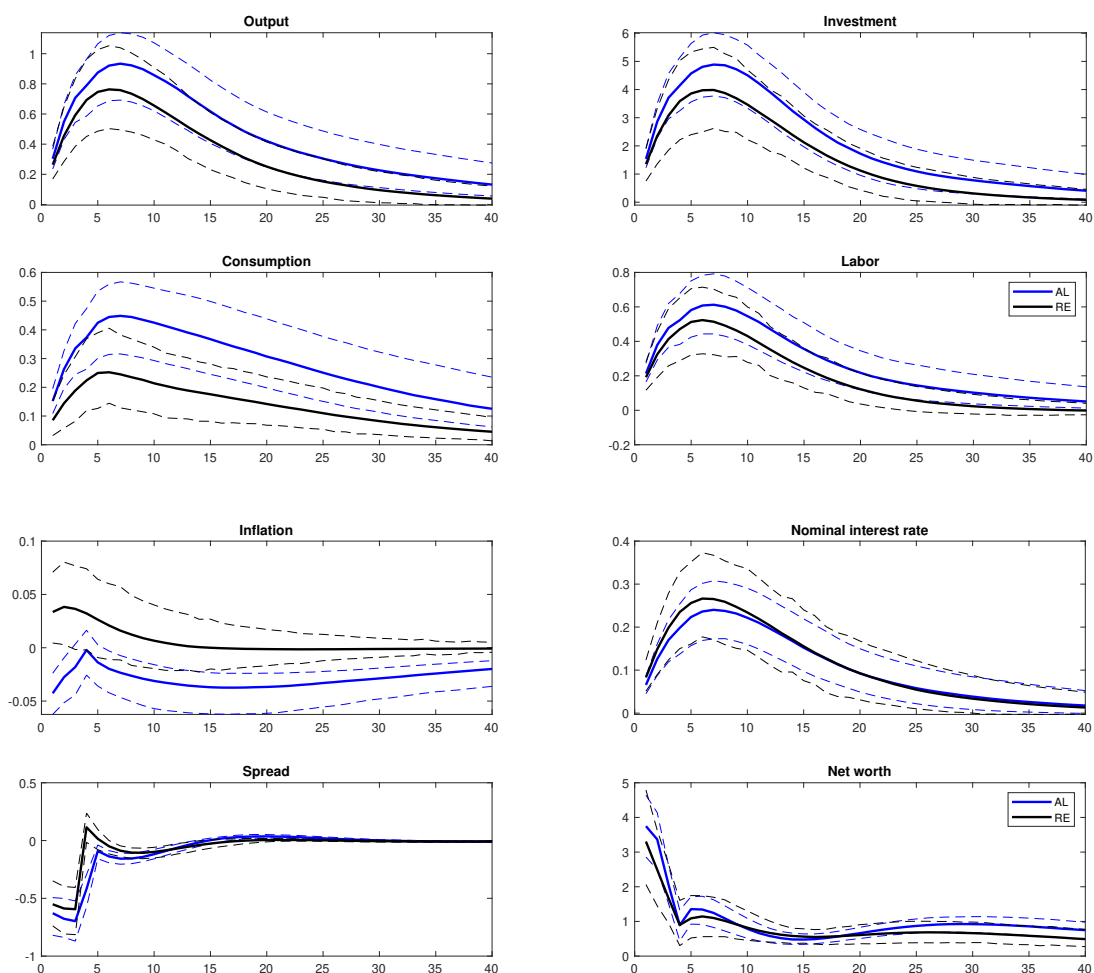 Output
1
0.8
0.6
0.4
0.2
0
0 5 10 15 20 25 30 35 40
Investment
6
5
4
3
2
1
0
0 5 10 15 20 25 30 35 40
Consumption
0.6
0.5
0.4
0.3
0.2
0.1
0
0 5 10 15 20 25 30 35 40
Labor
0.8
0.6
0.4
0.2
0
-0.2
0 5 10 15 20 25 30 35 40
AL
RE
Inflation
0.1
0.05
0
-0.05
0 5 10 15 20 25 30 35 40
Nominal interest rate
0.4
0.3
0.2
0.1
0
0 5 10 15 20 25 30 35 40
Spread
0.5
0
-0.5
-1
0 5 10 15 20 25 30 35 40
Net worth
5
4
3
2
1
0
0 5 10 15 20 25 30 35 40
AL
RE